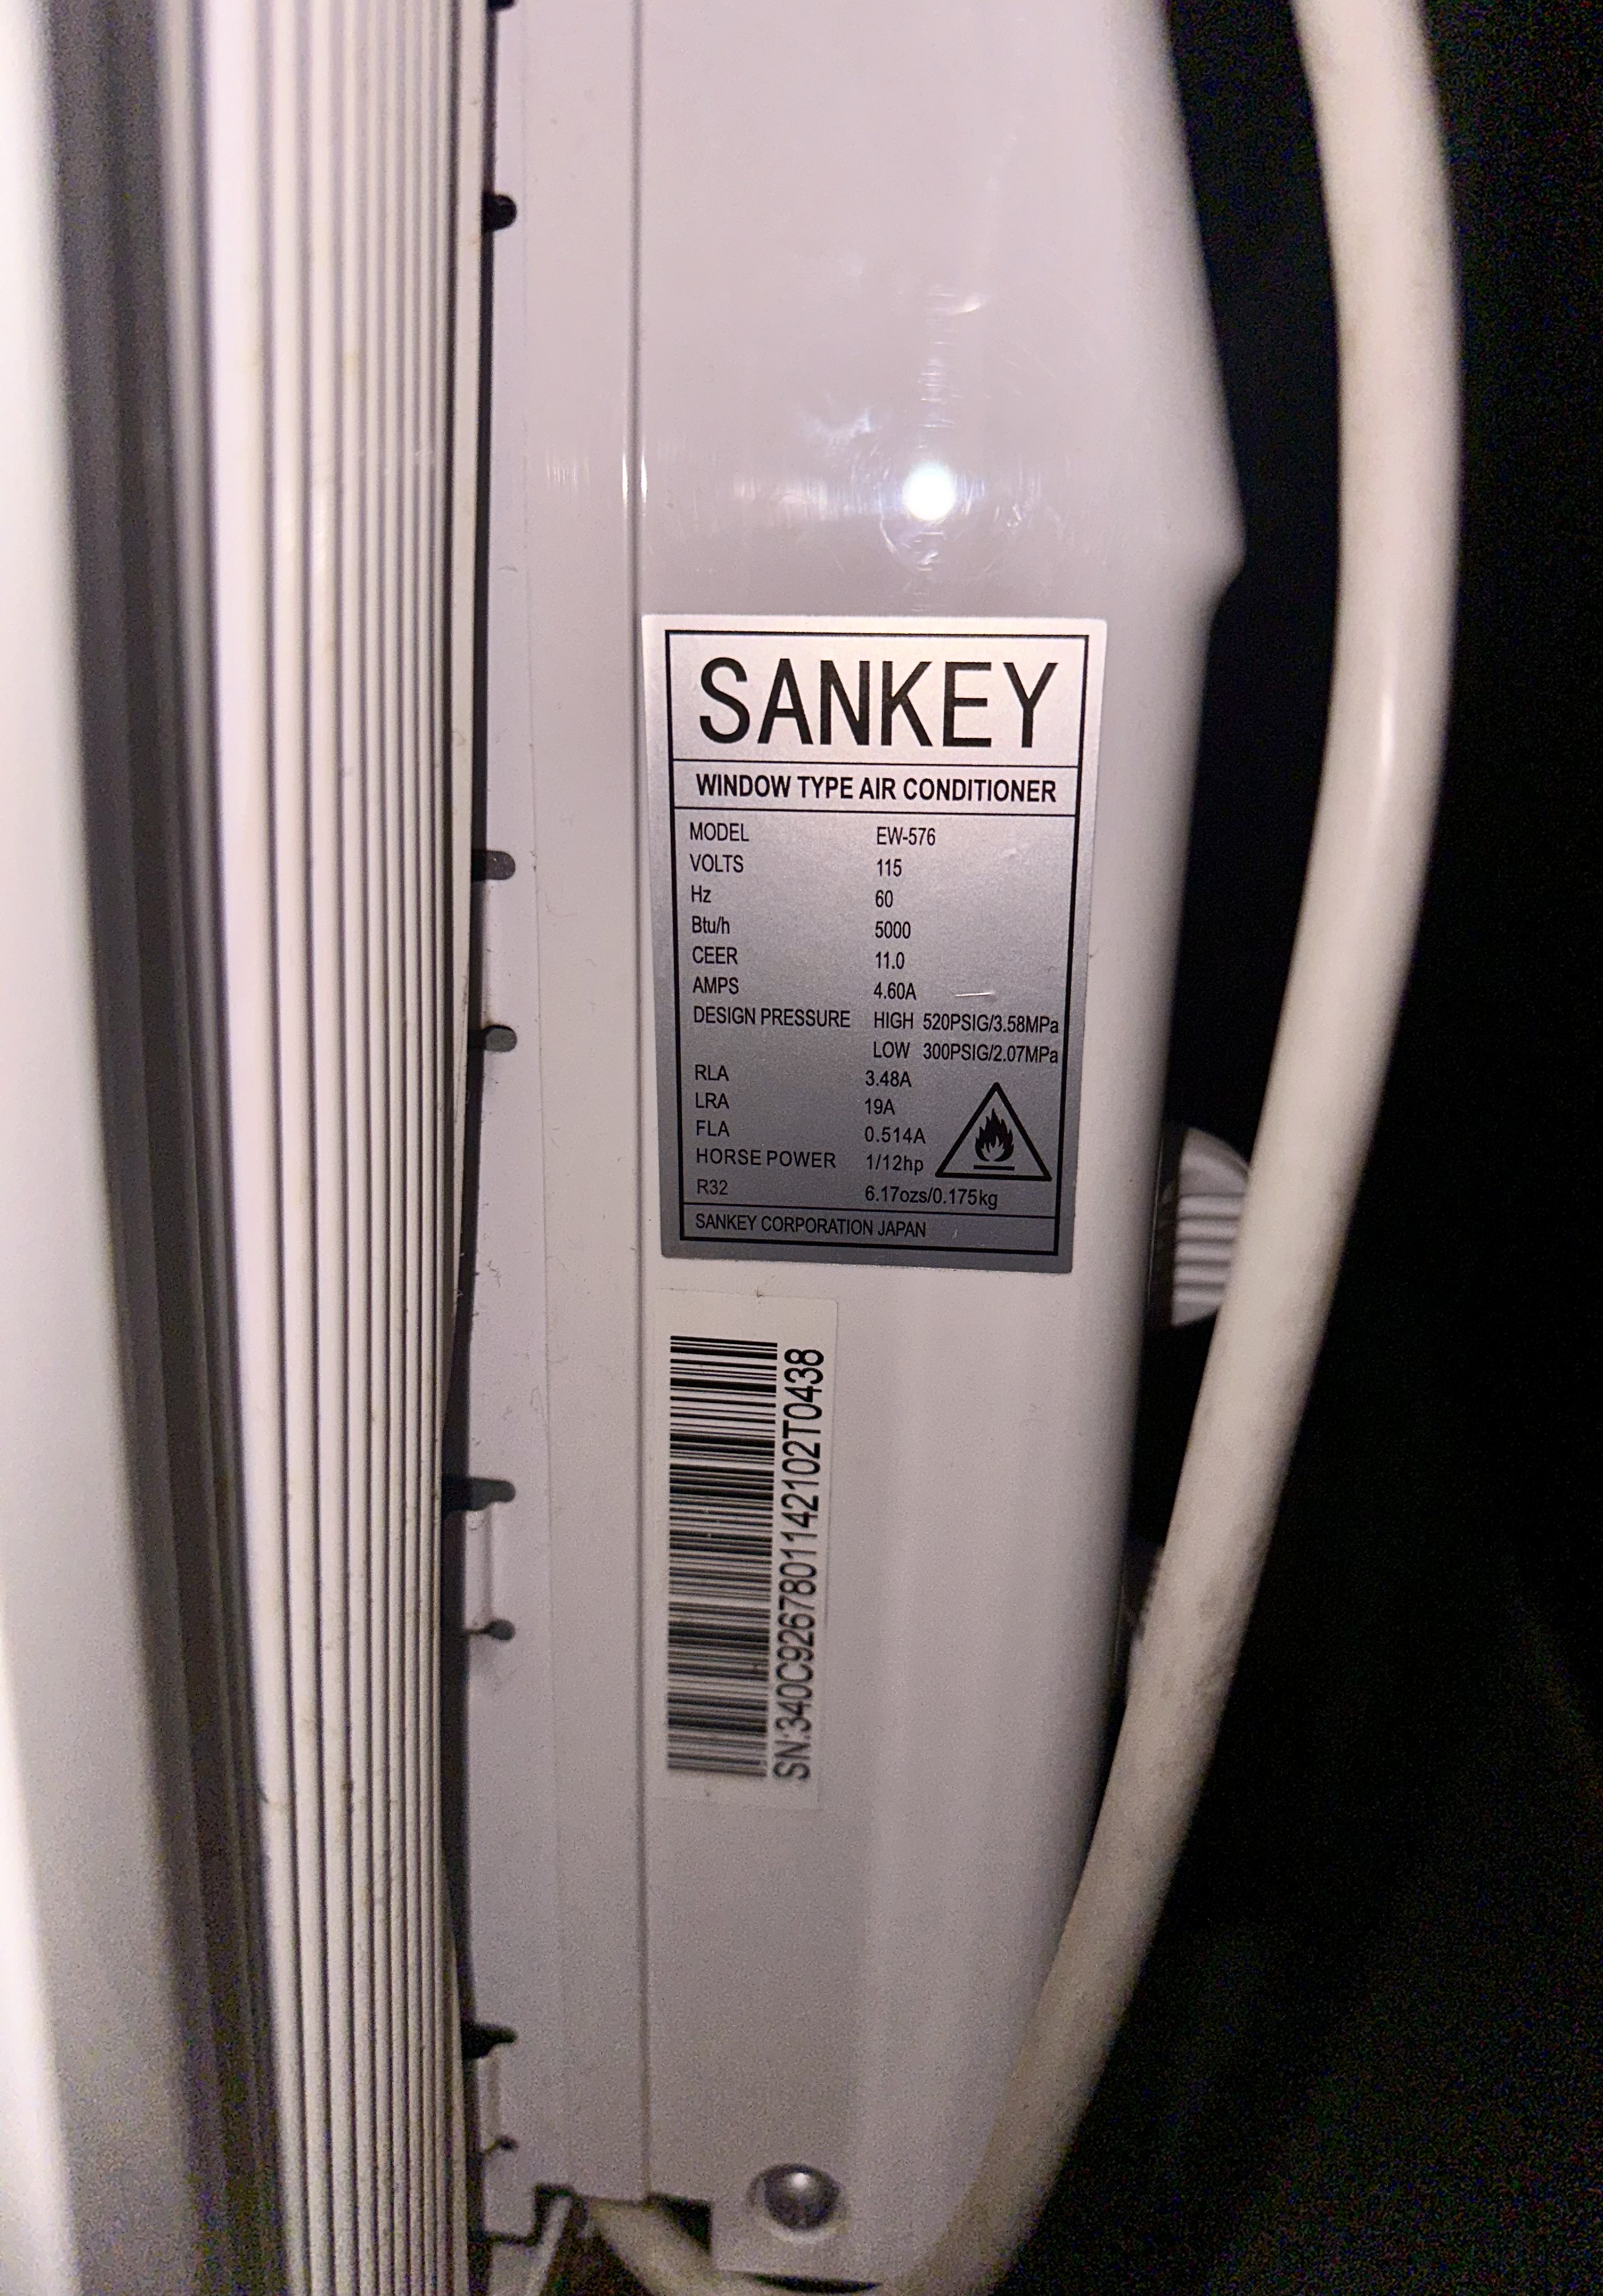 SANKEY
WINDOW TYPE AIR CONDITIONER
MODEL EW-576
VOLTS 115
Hz 60
Btu/h 5000
CEER 11.0
AMPS 4.60A
DESIGN PRESSURE HIGH 520PSIG/3.58MPa
LOW 300PSIG/2.07MPa
RLA 3.48A
LRA 19A
FLA 0.514A
HORSE POWER 1/12hp
R32 6.17ozs/0.175kg
SANKEY CORPORATION JAPAN
SN:340C9267801142102T0438